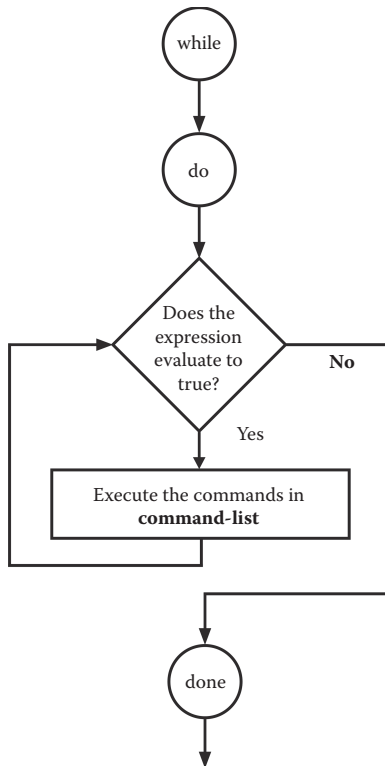 while
do
Does the
expression
evaluate to
true?
No
Yes
Execute the commands in
command-list
done